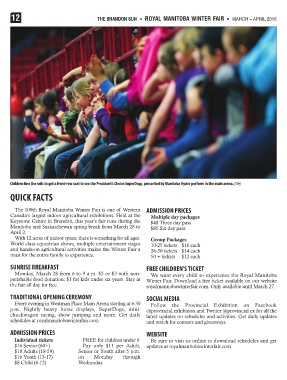 12
THE BRANDON SUN • ROYAL MANITOBA WINTER FAIR • MARCH – APRIL 2016
Children line the rails to get a front row seat to see the President's Choice SuperDogs, presented by Manitoba Hydro perform in the main arena.
QUICK FACTS
The 109th Royal Manitoba Winter Fair is one of Western
Canada's largest indoor agricultural exhibitions. Held at the
Keystone Centre in Brandon, this year's fair runs during the
Manitoba and Saskatchewan spring break from March 28 to
April 2.
With 12 acres of indoor space, there is something for all ages.
World class equestrian shows, multiple entertainment stages
and hands-on agricultural activities makes the Winter Fair a
must for the entire family to experience.
SUNRISE BREAKFAST
Monday, March 28 from 6 to 9 a.m. $5 or $3 with non-
perishable food donation; $1 for kids under six years. Stay at
the fair all day for free.
TRADITIONAL OPENING CEREMONY
Every evening at Westman Place Main Arena starting at 6:30
p.m. Nightly heavy horse displays, SuperDogs, mini-
chuckwagon racing, show jumping and more. Get daily
schedules at royalmanitobawinterfair.com
ADMISSION PRICES
Individual tickets
$16 Senior (60+)
$18 Adults (18-59)
$16 Youth (13-17)
$8 Child (6-12)
FREE for children under 6
Pay only $11 per Adult,
Senior or Youth after 5 p.m.
on Monday through
Wednesday
ADMISSION PRICES
Multiple day packages
$48 Three day pass
$85 Six day pass
Group Packages
10-25 tickets $16 each
26-50 tickets $14 each
50 + tickets $12 each
FREE CHILDREN'S TICKET
We want every child to experience the Royal Manitoba
Winter Fair. Download a free ticket available on our website
royalmanitobawinterfair.com. Only available until March 27.
SOCIAL MEDIA
Follow the Provincial Exhibition on Facebook
@provincial.exhibition and Twitter @provincial.ex for all the
latest updates on schedules and activities. Get daily updates
and watch for contests and giveaways.
WEBSITE
Be sure to visit us online to download schedules and get
updates at royalmanitobawinterfair.com